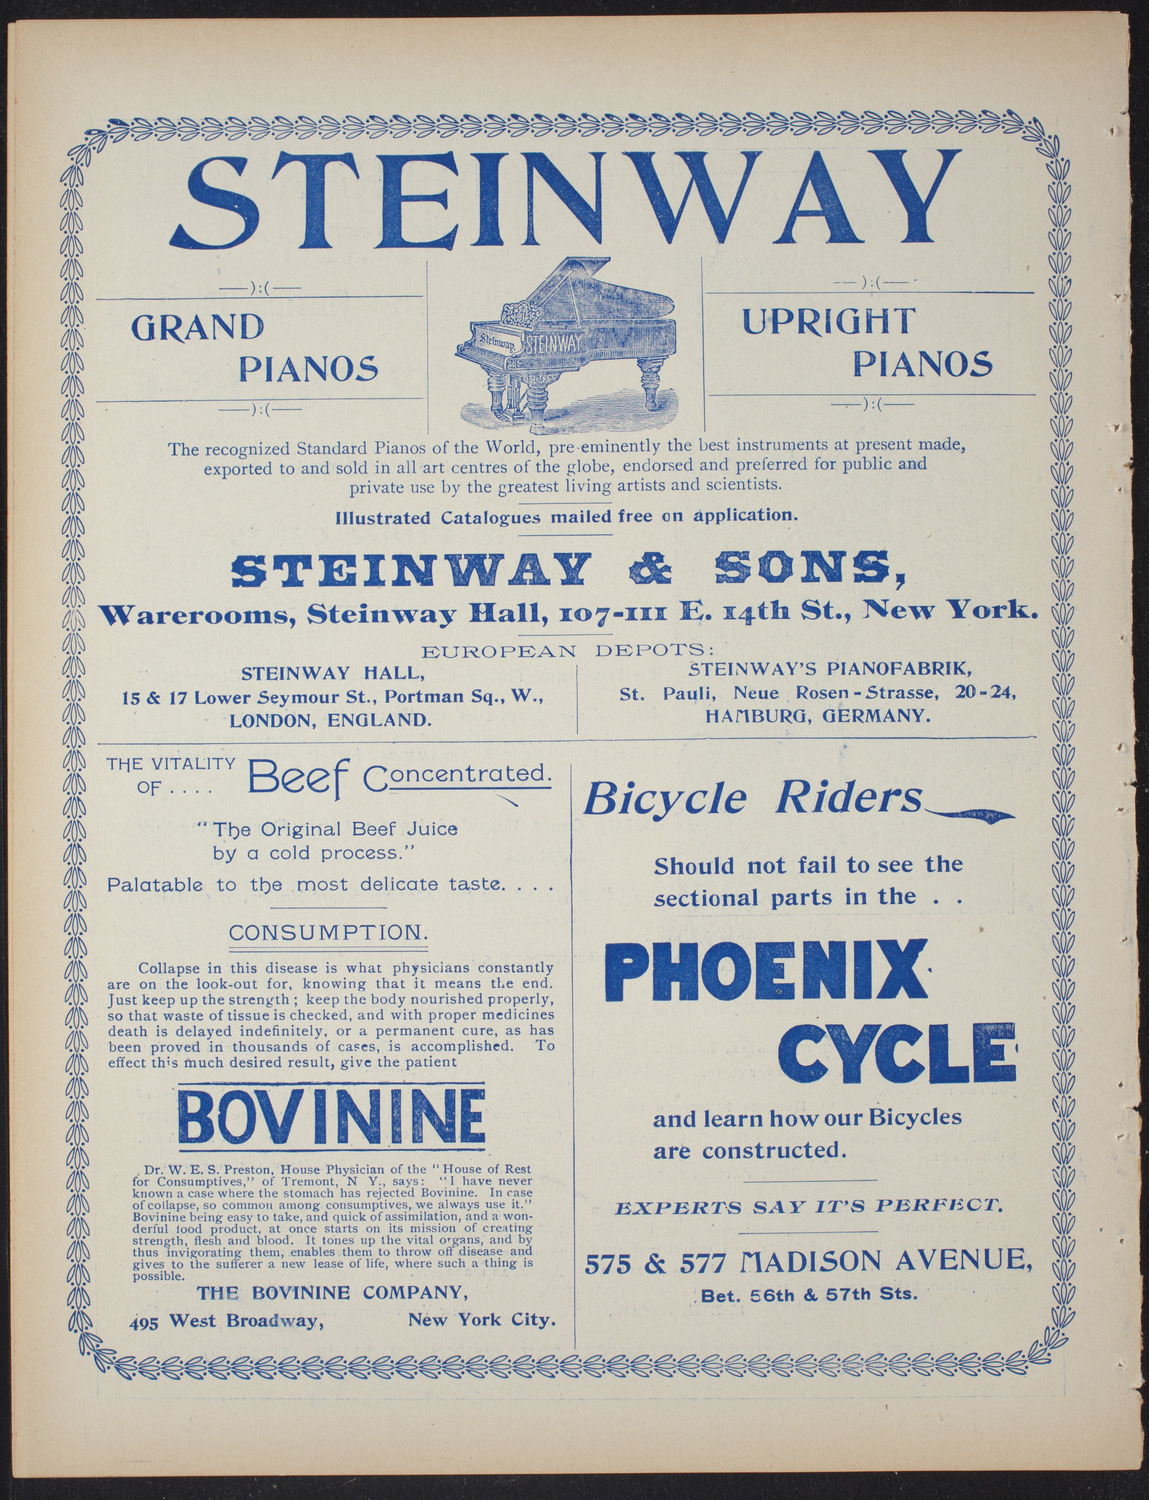 STEINWAY
—):(—
GRAND
PIANOS
—):(—
Steinway.
STEINWAY
—):(—
UPRIGHT
PIANOS
—):(—
The recognized Standard Pianos of the World, pre-eminently the best instruments at present made,
exported to and sold in all art centres of the globe, endorsed and preferred for public and
private use by the greatest living artists and scientists.
Illustrated Catalogues mailed free on application.
STEINWAY & SONS,
Warerooms, Steinway Hall, 107-111 E. 14th St., New York.
EUROPEAN DEPOTS:
STEINWAY HALL,
15 & 17 Lower Seymour St., Portman Sq., W.,
LONDON, ENGLAND.
STEINWAY'S PIANOFABRIK,
St. Pauli, Neue Rosen-Strasse, 20-24,
HAMBURG, GERMANY.
THE VITALITY
OF . . . .
Beef Concentrated.
"The Original Beef Juice
by a cold process."
Palatable to the most delicate taste. . . .
CONSUMPTION.
Collapse in this disease is what physicians constantly
are on the look-out for, knowing that it means the end.
Just keep up the strength; keep the body nourished properly,
so that waste of tissue is checked, and with proper medicines
death is delayed indefinitely, or a permanent cure, as has
been proved in thousands of cases, is accomplished. To
effect this much desired result, give the patient
BOVININE
Dr. W. E. S. Preston, House Physician of the "House of Rest
for Consumptives," of Tremont, N Y., says: "I have never
known a case where the stomach has rejected Bovinine. In case
of collapse, so common among consumptives, we always use it."
Bovinine being easy to take, and quick of assimilation, and a won-
derful food product, at once starts on its mission of creating
strength, flesh and blood. It tones up the vital organs, and by
thus invigorating them, enables them to throw off disease and
gives to the sufferer a new lease of life, where such a thing is
possible.
THE BOVININE COMPANY,
495 West Broadway, New York City.
Bicycle Riders
Should not fail to see the
sectional parts in the . .
PHOENIX
CYCLE
and learn how our Bicycles
are constructed.
EXPERTS SAY IT'S PERFECT.
575 & 577 MADISON AVENUE,
Bet. 56th & 57th Sts.